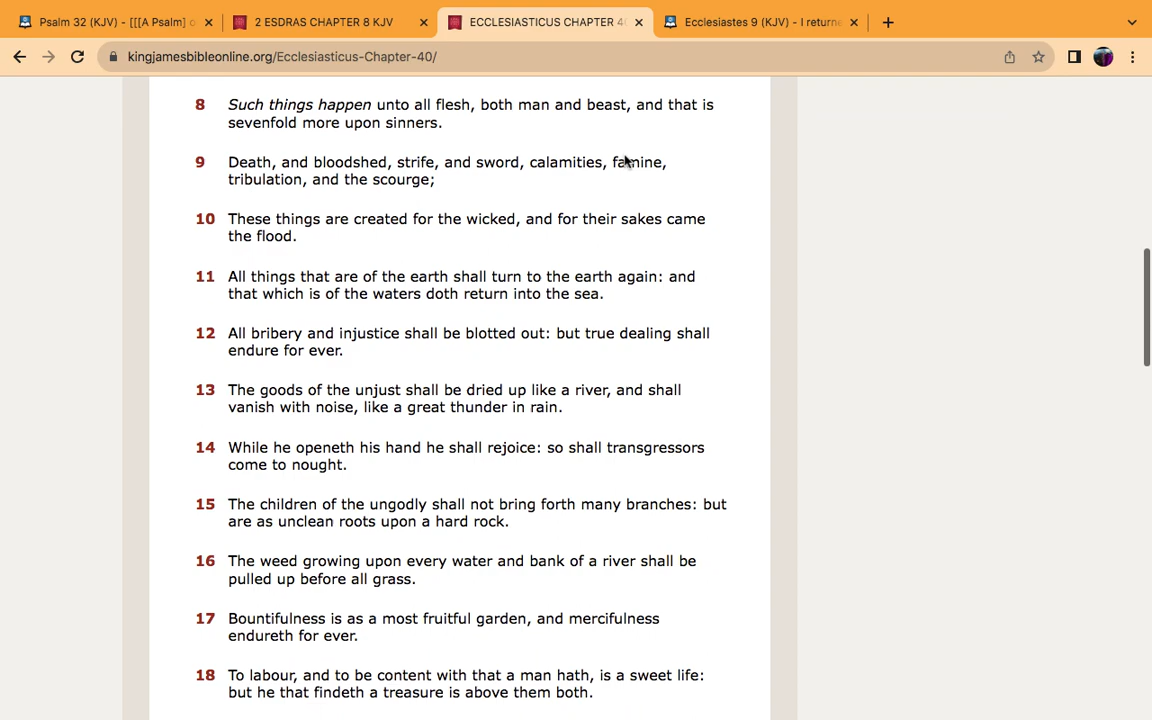 Psalm 32 (KJV) - [[[A Psalm] o
2 ESDRAS CHAPTER 8 KJV
ECCLESIASTICUS CHAPTER 4
Ecclesiastes 9 (KJV) - I return
kingjamesbibleonline.org/Ecclesiasticus-Chapter-40/
8 Such things happen unto all flesh, both man and beast, and that is
sevenfold more upon sinners.
9 Death, and bloodshed, strife, and sword, calamities, famine,
tribulation, and the scourge;
10 These things are created for the wicked, and for their sakes came
the flood.
11 All things that are of the earth shall turn to the earth again: and
that which is of the waters doth return into the sea.
12 All bribery and injustice shall be blotted out: but true dealing shall
endure for ever.
13 The goods of the unjust shall be dried up like a river, and shall
vanish with noise, like a great thunder in rain.
14 While he openeth his hand he shall rejoice: so shall transgressors
come to nought.
15 The children of the ungodly shall not bring forth many branches: but
are as unclean roots upon a hard rock.
16 The weed growing upon every water and bank of a river shall be
pulled up before all grass.
17 Bountifulness is as a most fruitful garden, and mercifulness
endureth for ever.
18 To labour, and to be content with that a man hath, is a sweet life:
but he that findeth a treasure is above them both.